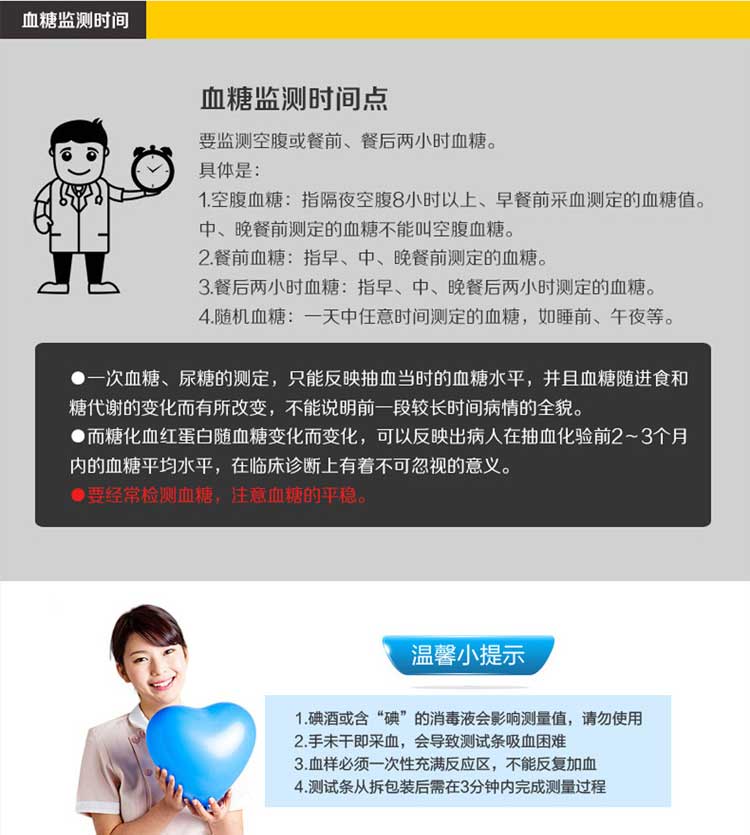 血糖监测时间
血糖监测时间点
要监测空腹或餐前、餐后两小时血糖。
具体是：
1.空腹血糖：指隔夜空腹8小时以上、早餐前采血测定的血糖值。
中、晚餐前测定的血糖不能叫空腹血糖。
2.餐前血糖：指早、中、晚餐前测定的血糖。
3.餐后两小时血糖：指早、中、晚餐后两小时测定的血糖。
4.随机血糖：一天中任意时间测定的血糖，如睡前、午夜等。
●一次血糖、尿糖的测定，只能反映抽血当时的血糖水平，并且血糖随进食和
糖代谢的变化而有所改变，不能说明前一段较长时间病情的全貌。
●而糖化血红蛋白随血糖变化而变化，可以反映出病人在抽血化验前2～3个月
内的血糖平均水平，在临床诊断上有着不可忽视的意义。
●要经常检测血糖，注意血糖的平稳。
温馨小提示
1.碘酒或含“碘”的消毒液会影响测量值，请勿使用
2.手未干即采血，会导致测试条吸血困难
3.血样必须一次性充满反应区，不能反复加血
4.测试条从拆包装后需在3分钟内完成测量过程